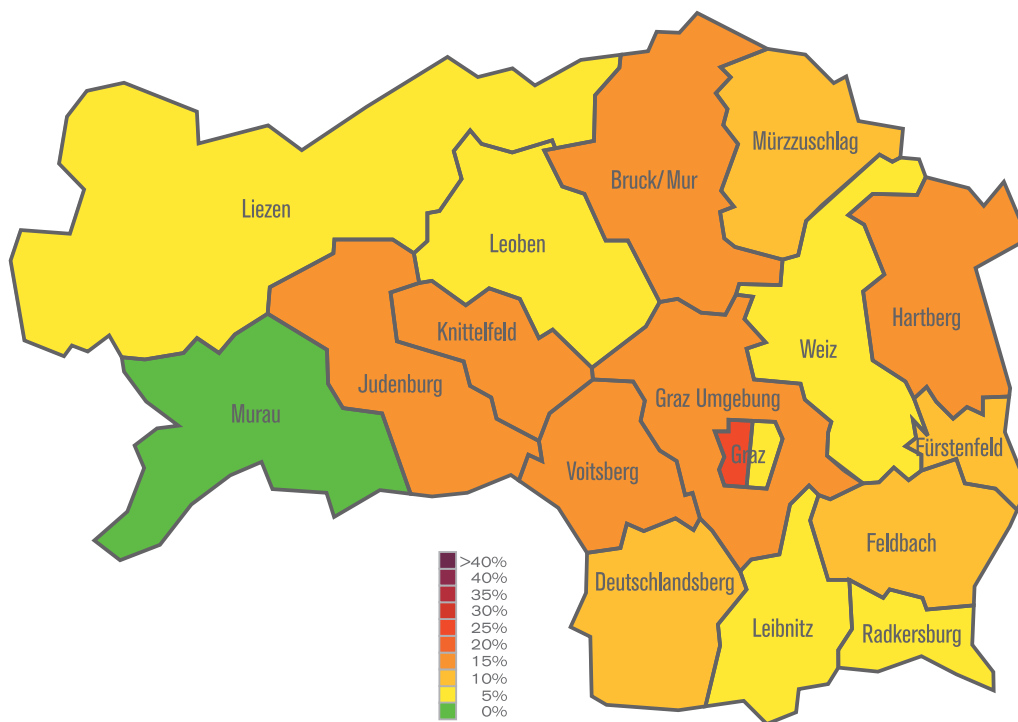 Mürzzuschlag
Bruck/Mur
Liezen
Leoben
Hartberg
Knittelfeld
Weiz
Judenburg
Graz Umgebung
Murau
Graz
Fürstenfeld
Voitsberg
Feldbach
Deutschlandsberg
Leibnitz
Radkersburg
>40%
40%
35%
30%
25%
20%
15%
10%
5%
0%